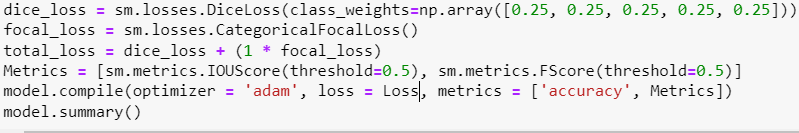 dice_loss = sm.losses.DiceLoss(class_weights=np.array([0.25, 0.25, 0.25, 0.25, 0.25]))
focal_loss = sm.losses.CategoricalFocalLoss()
total_loss = dice_loss + (1 * focal_loss)
Metrics = [sm.metrics.IOUScore(threshold=0.5), sm.metrics.FScore(threshold=0.5)]
model.compile(optimizer = 'adam', loss = Loss, metrics = ['accuracy', Metrics])
model.summary()